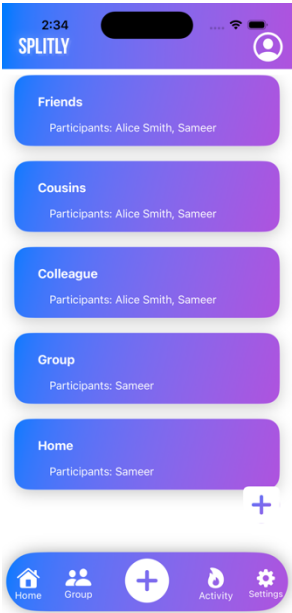 2:34
SPLITLY
Friends
Participants: Alice Smith, Sameer
Cousins
Participants: Alice Smith, Sameer
Colleague
Participants: Alice Smith, Sameer
Group
Participants: Sameer
Home
Participants: Sameer
Home Group Activity Settings